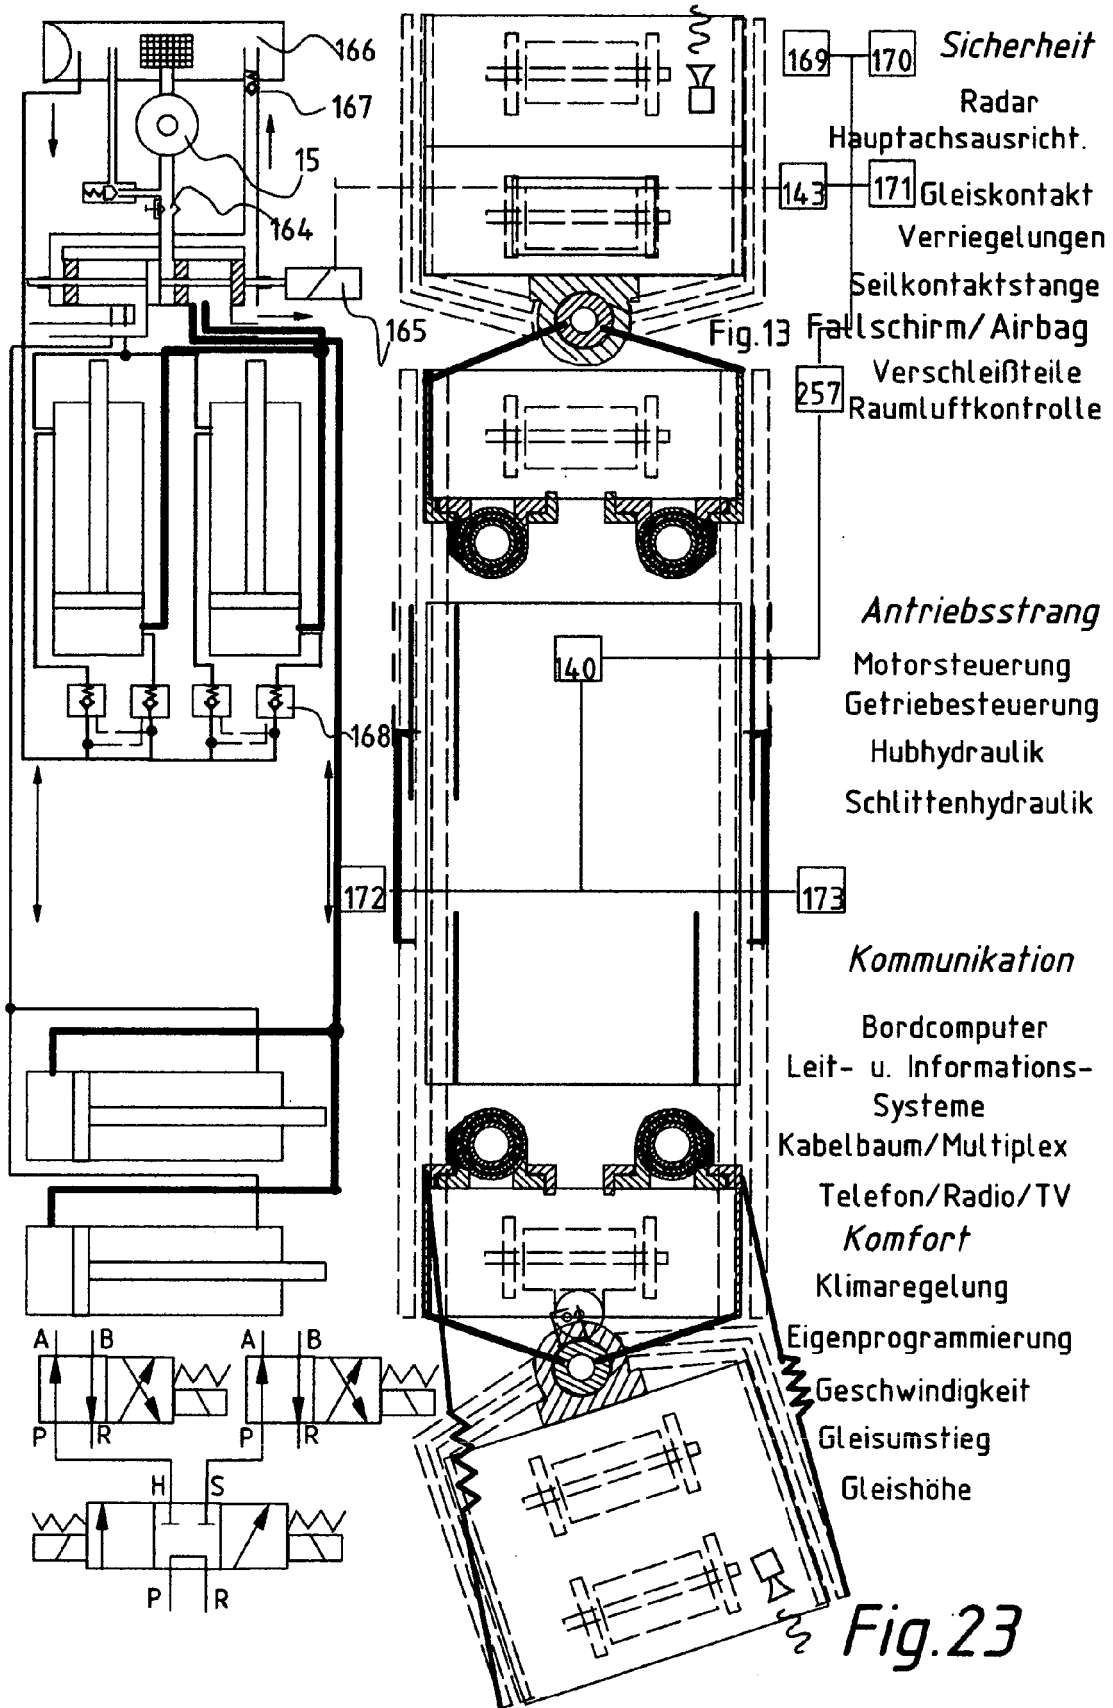 166
167
15
164
165
168
169
170
143
171
257
140
172
173
Fig.13
Sicherheit
Radar
Hauptachsausricht.
Gleiskontakt
Verriegelungen
Seilkontaktstange
Fallschirm/Airbag
Verschleißteile
Raumluftkontrolle
Antriebsstrang
Motorsteuerung
Getriebesteuerung
Hubhydraulik
Schlittenhydraulik
Kommunikation
Bordcomputer
Leit- u. Informations-
Systeme
Kabelbaum/Multiplex
Telefon/Radio/TV
Komfort
Klimaregelung
Eigenprogrammierung
Geschwindigkeit
Gleisumstieg
Gleishöhe
A B A B
P R P R
H S
P R
Fig.23